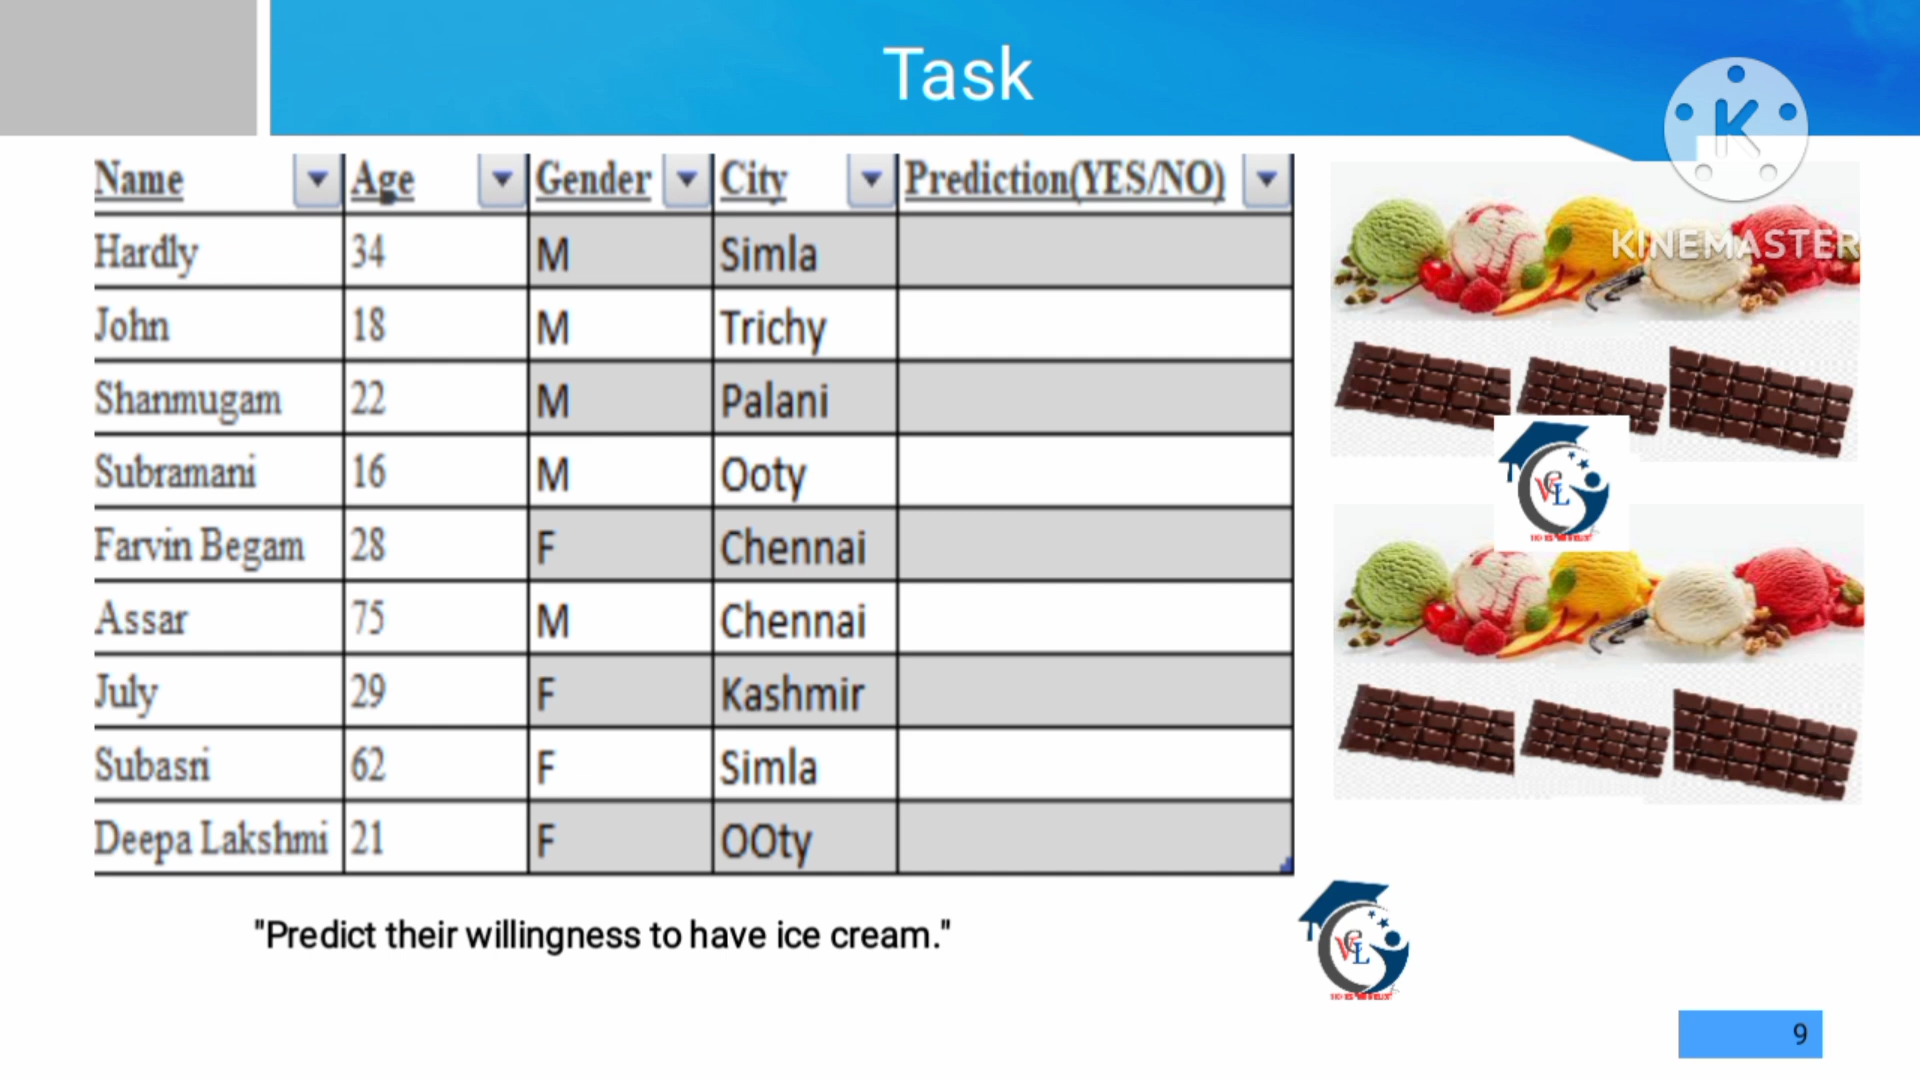 Task
Name Age Gender City Prediction(YES/NO)
Hardly 34 M Simla
John 18 M Trichy
Shanmugam 22 M Palani
Subramani 16 M Ooty
Farvin Begam 28 F Chennai
Assar 75 M Chennai
July 29 F Kashmir
Subasri 62 F Simla
Deepa Lakshmi 21 F OOty
K
KINEMASTER
VCL
"Predict their willingness to have ice cream."
VCL
9